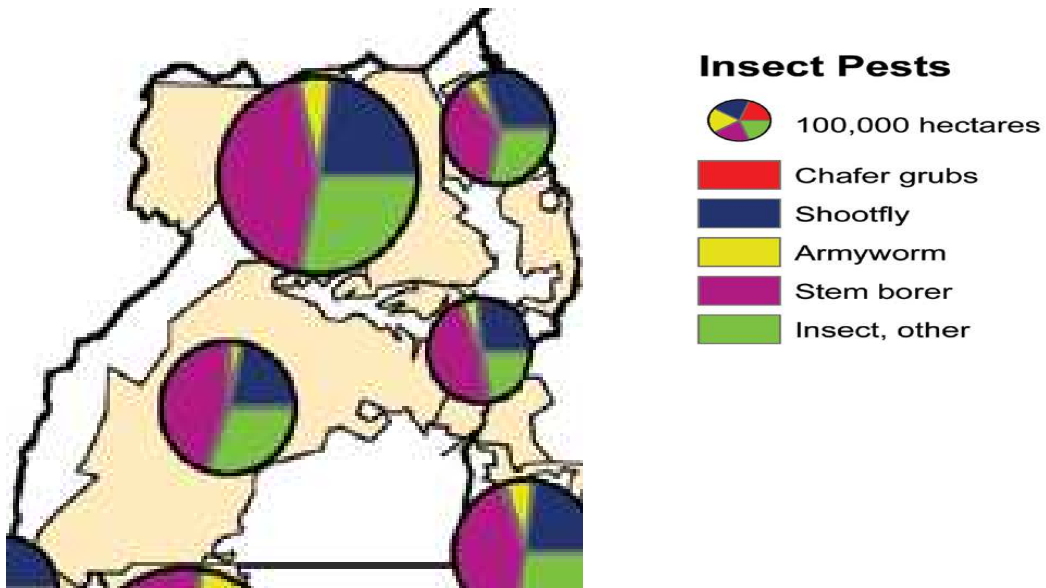 Insect Pests
100,000 hectares
Chafer grubs
Shootfly
Armyworm
Stem borer
Insect, other